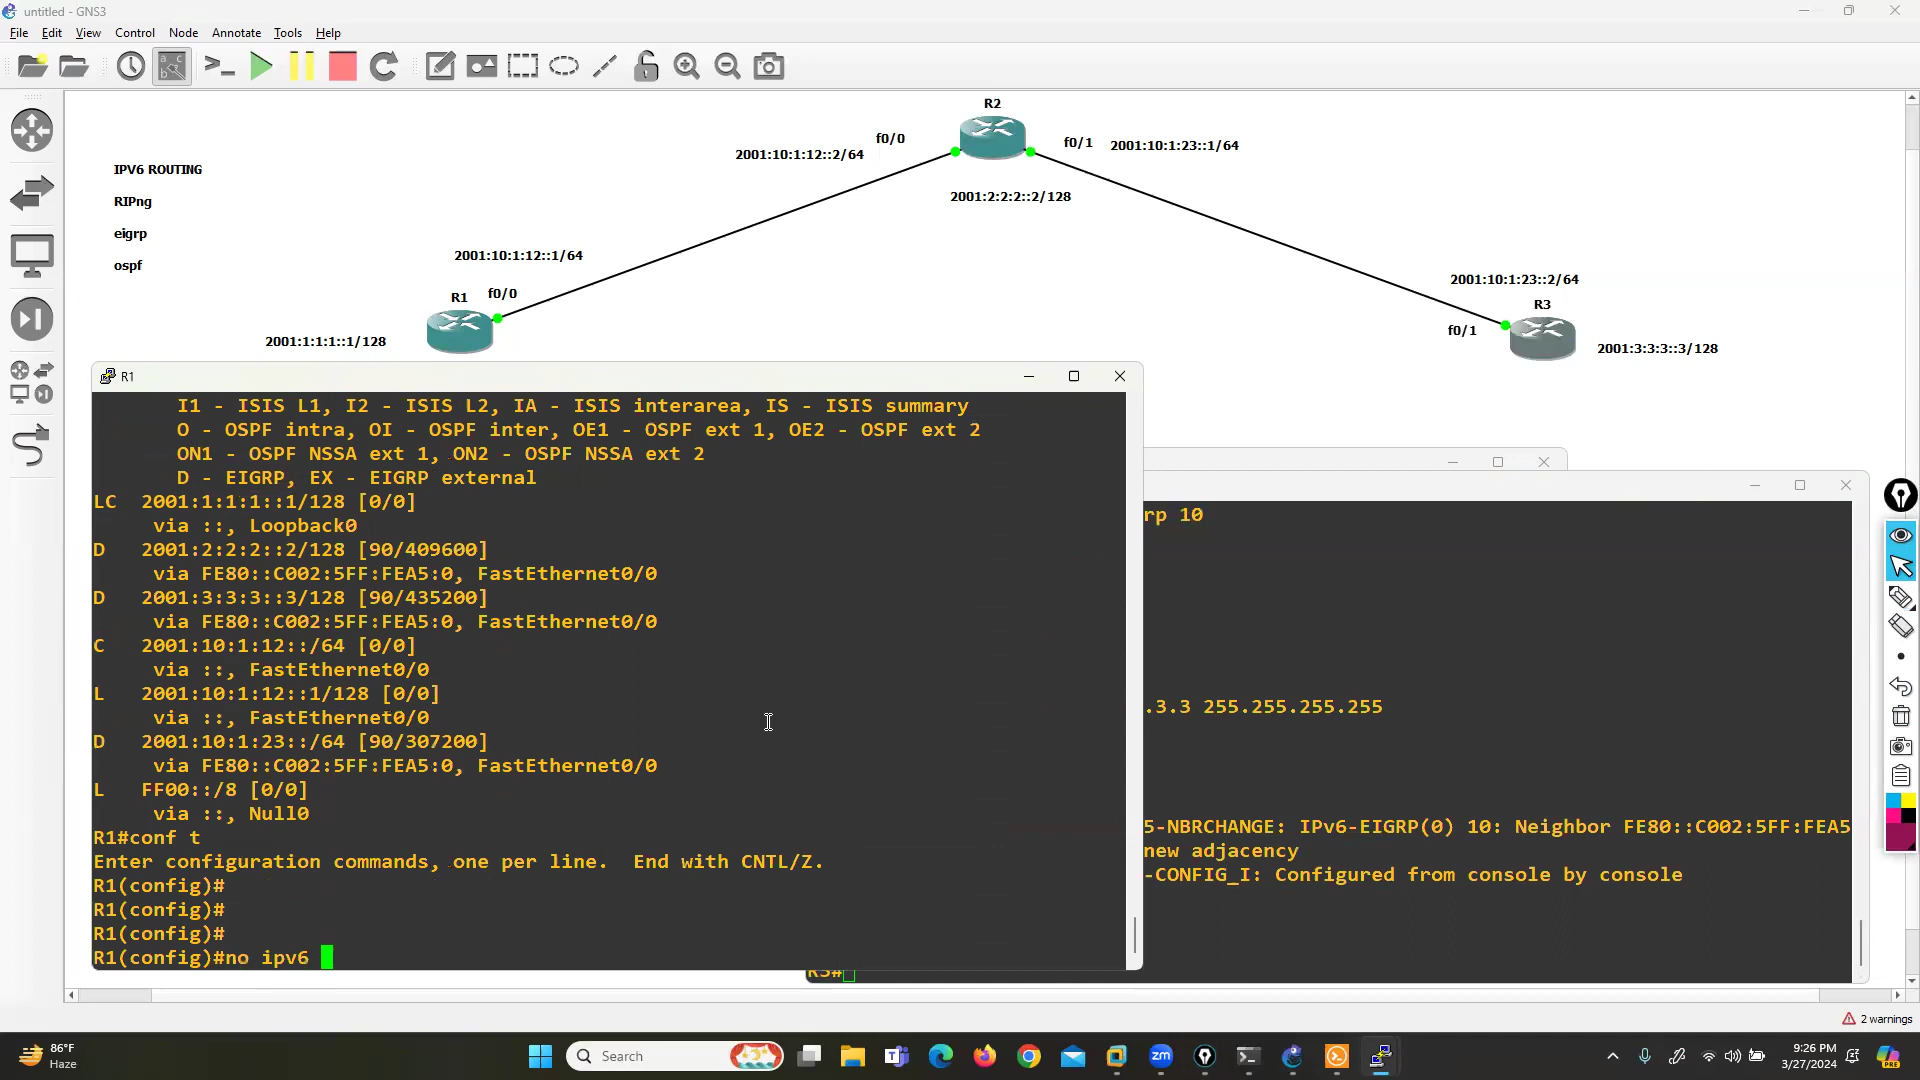 untitled - GNS3
File Edit View Control Node Annotate Tools Help
R2
f0/0
f0/1
2001:10:1:23::1/64
2001:10:1:12::2/64
IPV6 ROUTING
2001:2:2:2::2/128
RIPng
eigrp
ospf
2001:10:1:12::1/64
2001:10:1:23::2/64
R1
f0/0
R3
f0/1
2001:1:1:1::1/128
2001:3:3:3::3/128
R1
I1 - ISIS L1, I2 - ISIS L2, IA - ISIS interarea, IS - ISIS summary
O - OSPF intra, OI - OSPF inter, OE1 - OSPF ext 1, OE2 - OSPF ext 2
ON1 - OSPF NSSA ext 1, ON2 - OSPF NSSA ext 2
D - EIGRP, EX - EIGRP external
LC 2001:1:1:1::1/128 [0/0]
via ::, Loopback0
D 2001:2:2:2::2/128 [90/409600]
via FE80::C002:5FF:FEA5:0, FastEthernet0/0
D 2001:3:3:3::3/128 [90/435200]
via FE80::C002:5FF:FEA5:0, FastEthernet0/0
C 2001:10:1:12::/64 [0/0]
via ::, FastEthernet0/0
L 2001:10:1:12::1/128 [0/0]
via ::, FastEthernet0/0
D 2001:10:1:23::/64 [90/307200]
via FE80::C002:5FF:FEA5:0, FastEthernet0/0
L FF00::/8 [0/0]
via ::, Null0
R1#conf t
Enter configuration commands, one per line. End with CNTL/Z.
R1(config)#
R1(config)#
R1(config)#
R1(config)#no ipv6
rp 10
.3.3 255.255.255.255
5-NBRCHANGE: IPv6-EIGRP(0) 10: Neighbor FE80::C002:5FF:FEA5
new adjacency
-CONFIG_I: Configured from console by console
R3#
2 warnings
86°F
Haze
Search
9:26 PM
3/27/2024